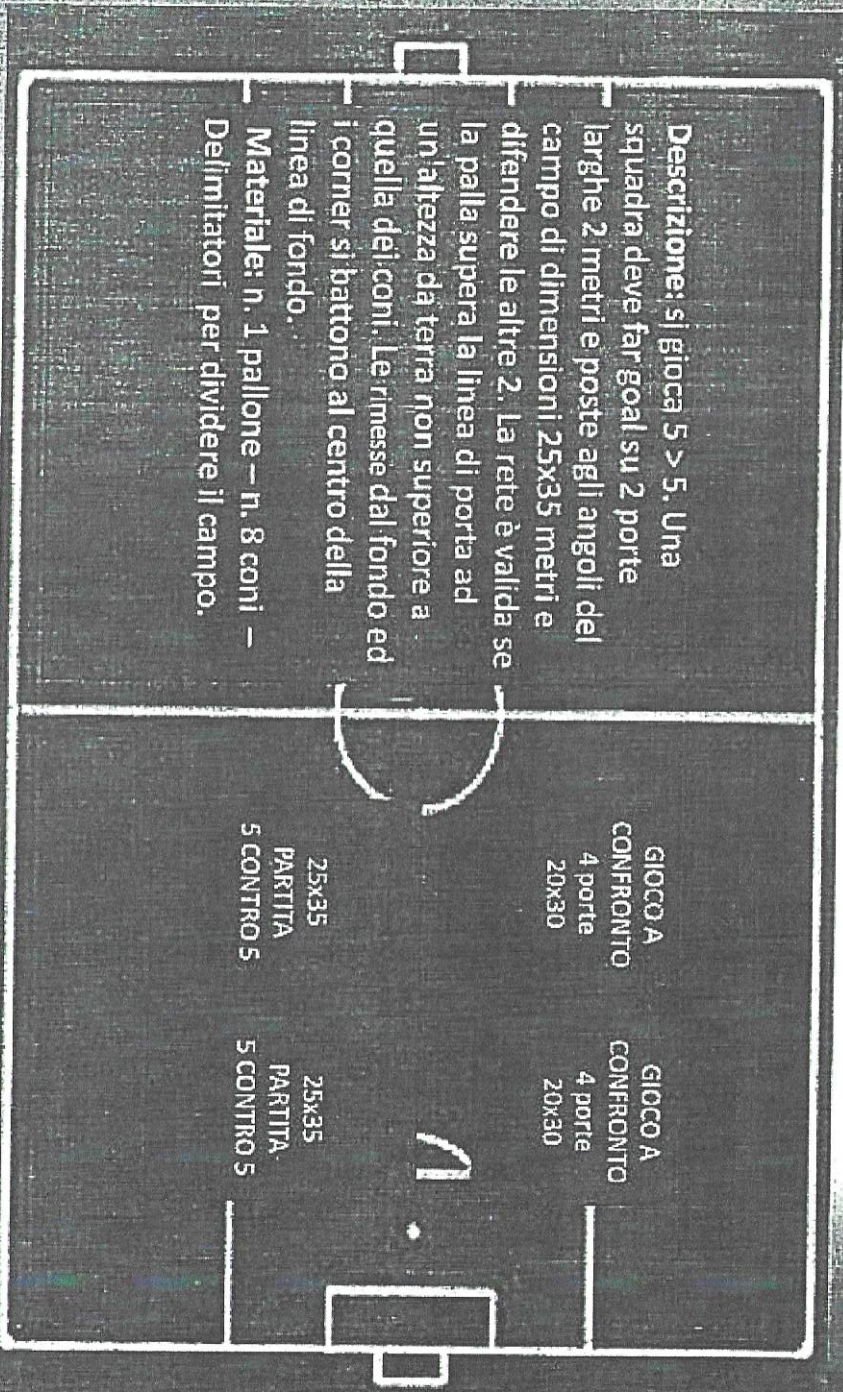 Descrizione: si gioca 5 > 5. Una
squadra deve far goal su 2 porte
larghe 2 metri e poste agli angoli del
campo di dimensioni 25x35 metri e
difendere le altre 2. La rete è valida se
la palla supera la linea di porta ad
un'altezza da terra non superiore a
quella dei coni. Le rimesse dal fondo ed
i corner si battono al centro della
linea di fondo.
Materiale: n. 1 pallone – n. 8 coni –
Delimitatori per dividere il campo.
GIOCO A
CONFRONTO
4 porte
20x30
GIOCO A
CONFRONTO
4 porte
20x30
25x35
PARTITA
5 CONTRO 5
25x35
PARTITA
5 CONTRO 5